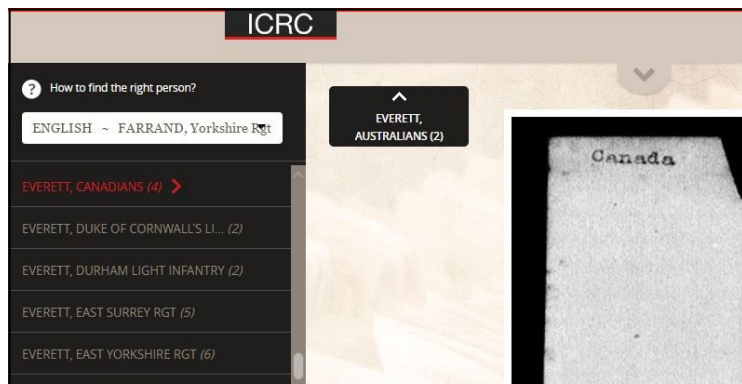 ICRC
? How to find the right person?
ENGLISH ~ FARRAND, Yorkshire Rgt
EVERETT, CANADIANS (4)
EVERETT, DUKE OF CORNWALL'S LI... (2)
EVERETT, DURHAM LIGHT INFANTRY (2)
EVERETT, EAST SURREY RGT (5)
EVERETT, EAST YORKSHIRE RGT (6)
EVERETT,
AUSTRALIANS (2)
Canada